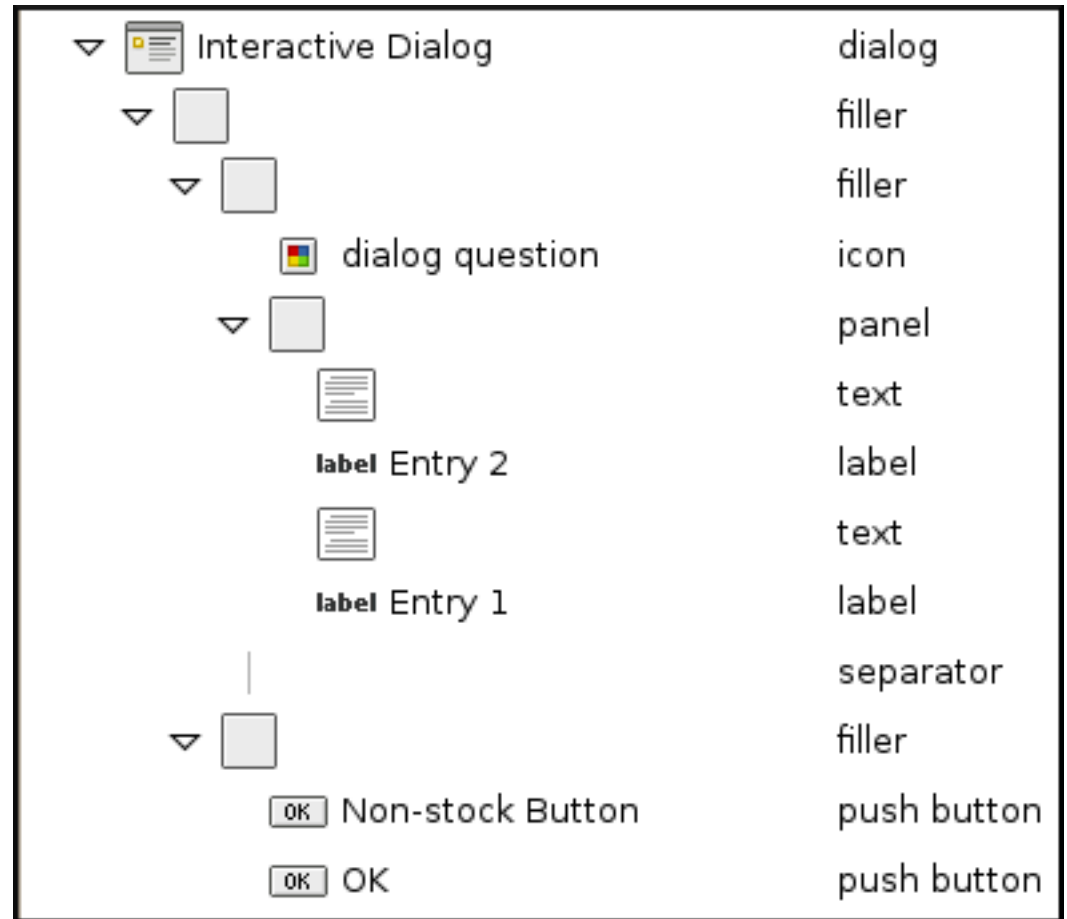 Interactive Dialog dialog
filler
filler
dialog question icon
panel
text
label Entry 2 label
text
label Entry 1 label
separator
filler
OK Non-stock Button push button
OK OK push button